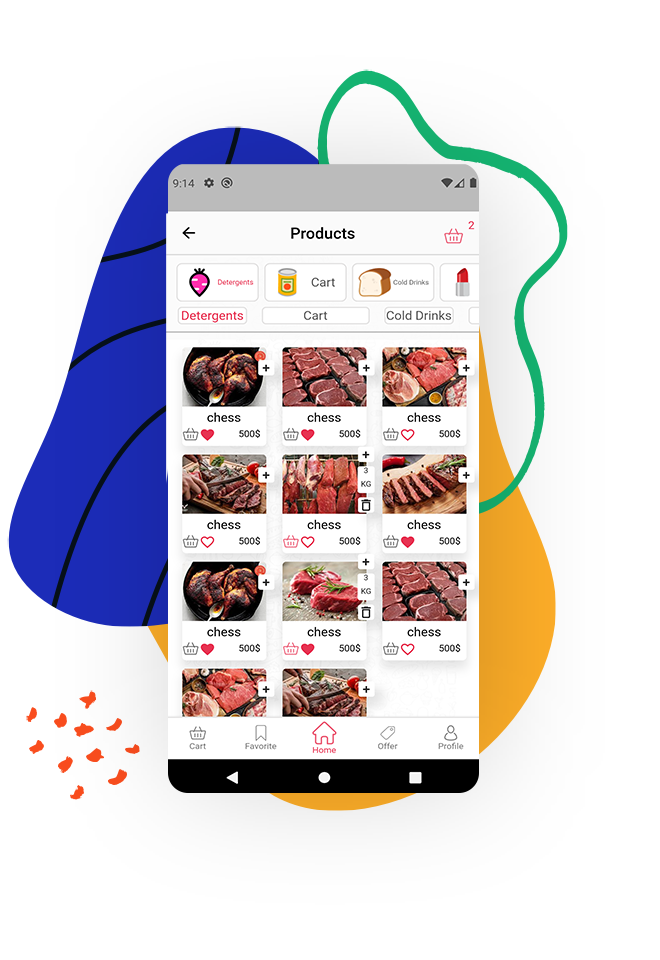 9:14
Products
2
Detergents
Cart
Cold Drinks
Detergents
Cart
Cold Drinks
chess
chess
chess
500$
500$
500$
3
KG
chess
chess
chess
500$
500$
500$
3
KG
chess
chess
chess
500$
500$
500$
Cart
Favorite
Home
Offer
Profile